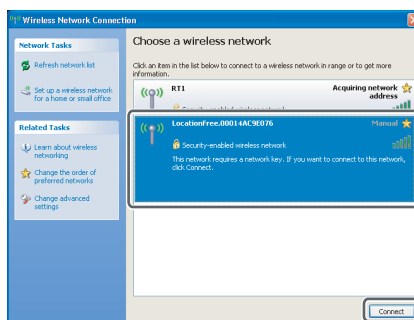 Wireless Network Connection
Network Tasks
Refresh network list
Set up a wireless network
for a home or small office
Related Tasks
Learn about wireless
networking
Change the order of
preferred networks
Change advanced
settings
Choose a wireless network
Click an item in the list below to connect to a wireless network in range or to get more
information.
RT1
Acquiring network
address
Security-enabled wireless network
LocationFree.00014AC9E076
Manual
Security-enabled wireless network
This network requires a network key. If you want to connect to this network,
click Connect.
Connect